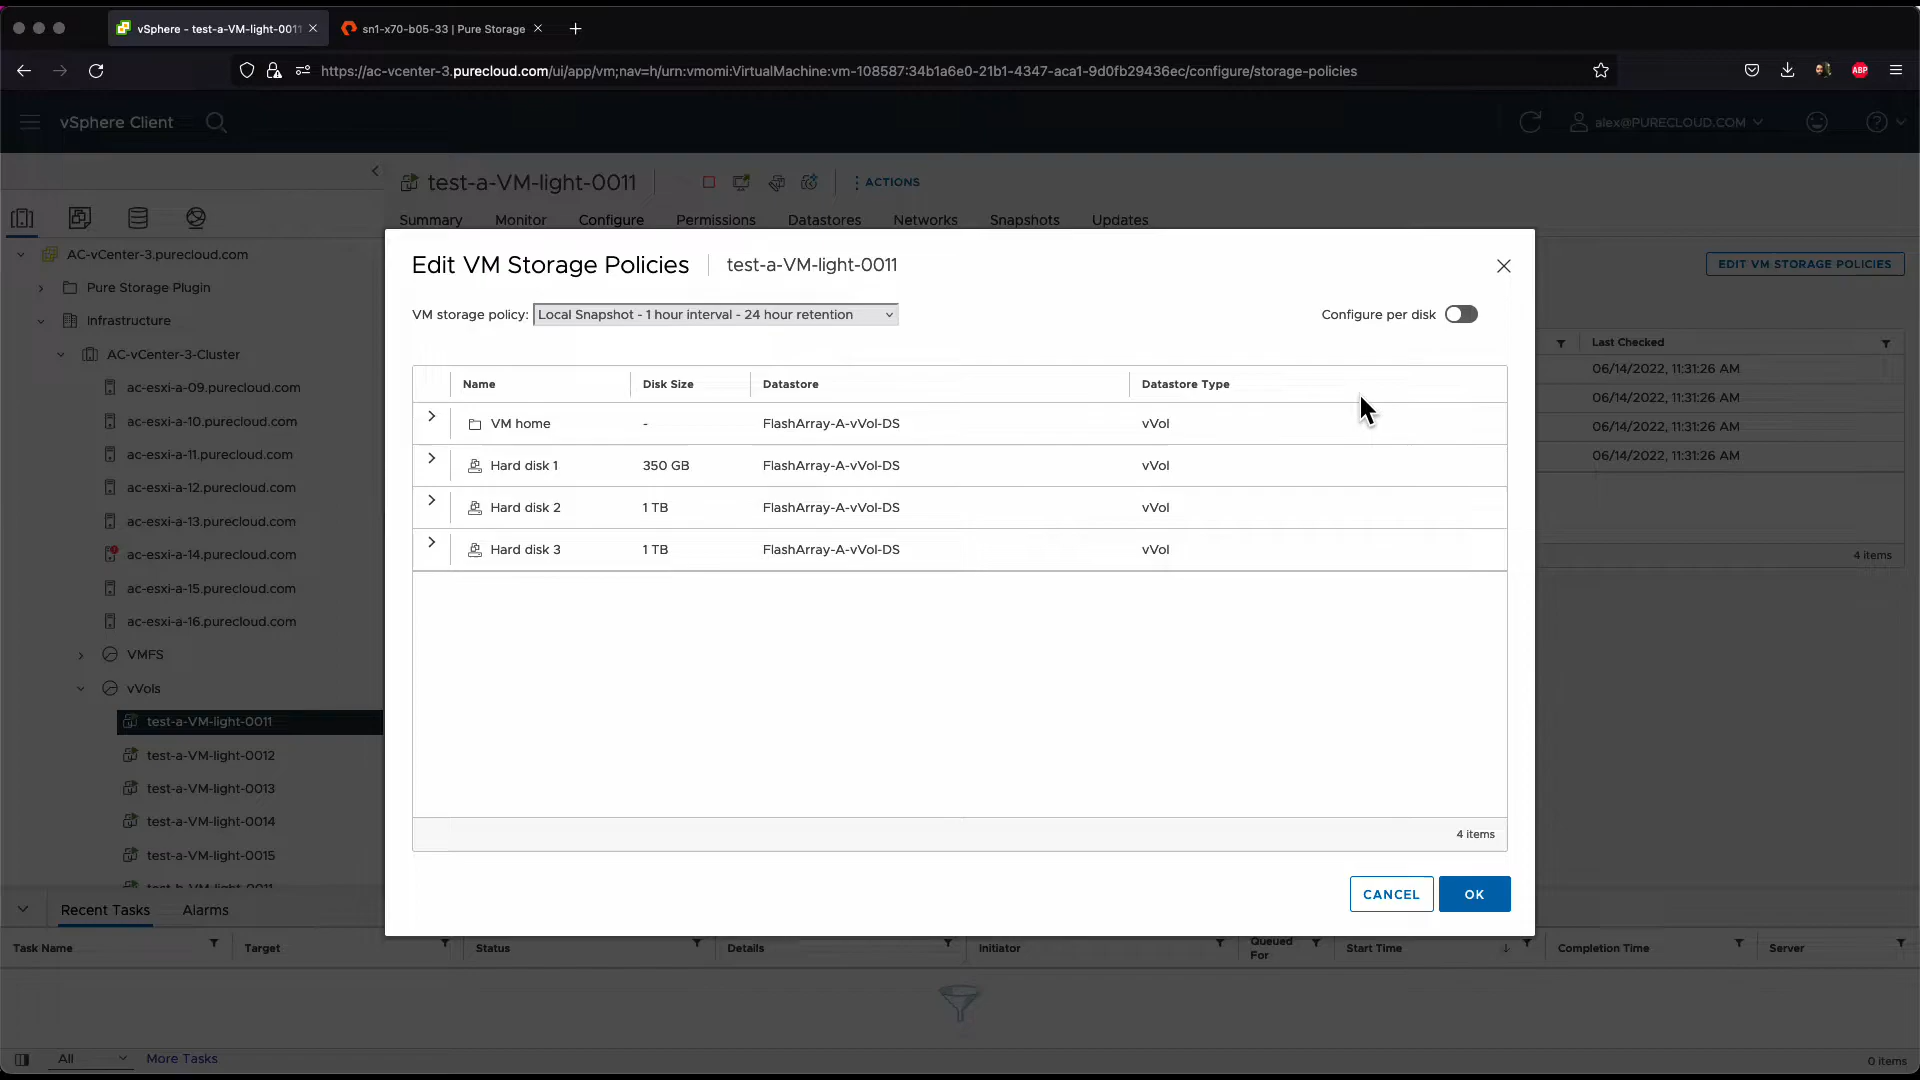 vSphere - test-a-VM-light-0011
sn1-x70-b05-33 | Pure Storage
https://ac-vcenter-3.purecloud.com/ui/app/vm;nav=h/urn:vmomi:VirtualMachine:vm-108587:34b1a6e0-21b1-4347-aca1-9d0fb29436ec/configure/storage-policies
ABP
vSphere Client
alex@PURECLOUD.COM
test-a-VM-light-0011
ACTIONS
Summary Monitor Configure Permissions Datastores Networks Snapshots Updates
AC-vCenter-3.purecloud.com
Pure Storage Plugin
Infrastructure
AC-vCenter-3-Cluster
ac-esxi-a-09.purecloud.com
ac-esxi-a-10.purecloud.com
ac-esxi-a-11.purecloud.com
ac-esxi-a-12.purecloud.com
ac-esxi-a-13.purecloud.com
ac-esxi-a-14.purecloud.com
ac-esxi-a-15.purecloud.com
ac-esxi-a-16.purecloud.com
VMFS
vVols
test-a-VM-light-0011
test-a-VM-light-0012
test-a-VM-light-0013
test-a-VM-light-0014
test-a-VM-light-0015
test-b-VM-light-0011
Edit VM Storage Policies
test-a-VM-light-0011
VM storage policy: Local Snapshot - 1 hour interval - 24 hour retention
Configure per disk
Name Disk Size Datastore Datastore Type
VM home - FlashArray-A-vVol-DS vVol
Hard disk 1 350 GB FlashArray-A-vVol-DS vVol
Hard disk 2 1 TB FlashArray-A-vVol-DS vVol
Hard disk 3 1 TB FlashArray-A-vVol-DS vVol
4 items
CANCEL OK
EDIT VM STORAGE POLICIES
Last Checked
06/14/2022, 11:31:26 AM
06/14/2022, 11:31:26 AM
06/14/2022, 11:31:26 AM
06/14/2022, 11:31:26 AM
4 items
Recent Tasks Alarms
Task Name Target Status Details Initiator Queued For Start Time Completion Time Server
All More Tasks
0 items